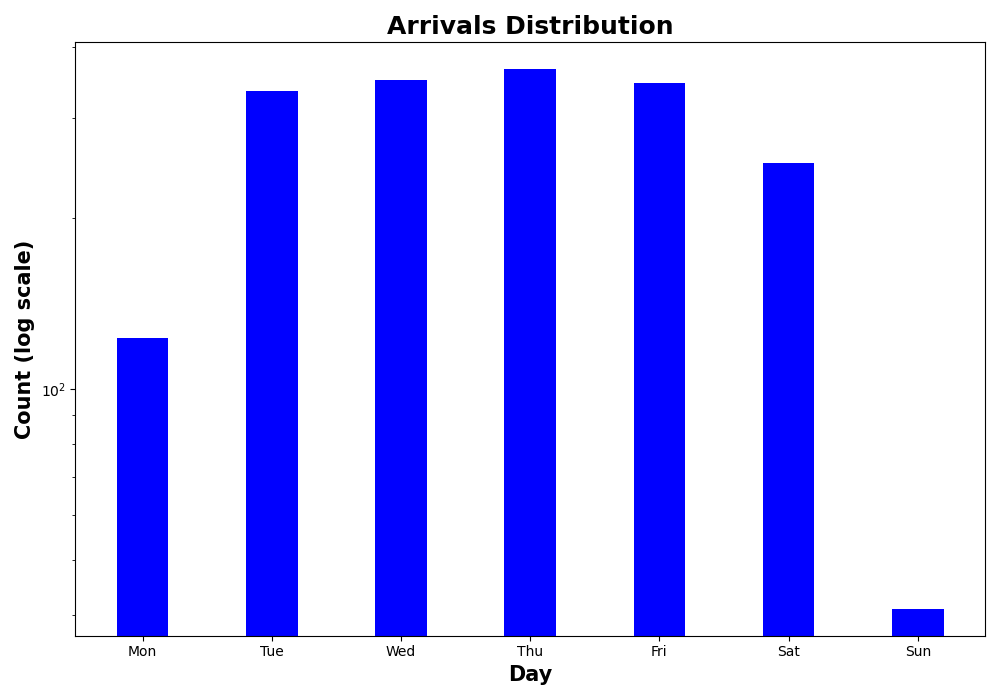 Arrivals Distribution
Count (log scale)
10²
Mon Tue Wed Thu Fri Sat Sun
Day